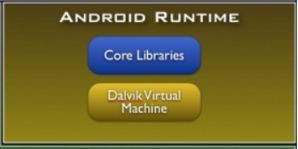 ANDROID RUNTIME
Core Libraries
Dalvik Virtual
Machine